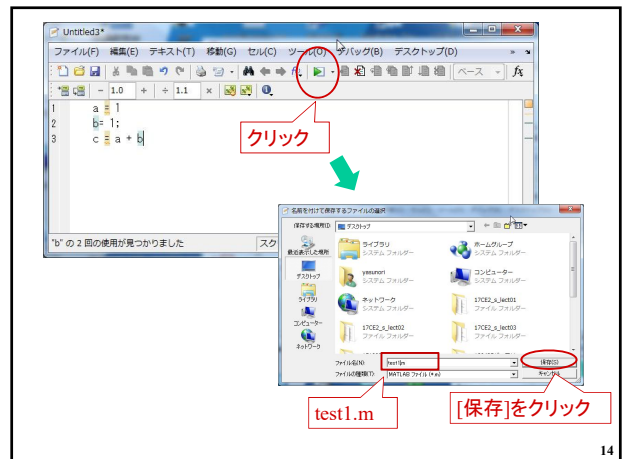 Untitled3*
ファイル(F) 編集(E) テキスト(T) 移動(G) セル(C) ツール(O) デバッグ(B) デスクトップ(D)
ベース
- 1.0 + ÷ 1.1 ×
1 a = 1
2 b= 1;
3 c = a + b
クリック
"b" の 2 回の使用が見つかりました
スク
名前を付けて保存するファイルの選択
保存する場所(I): デスクトップ
最近表示した場所
デスクトップ
ライブラリ
コンピューター
ネットワーク
ライブラリ
システム フォルダー
ホームグループ
システム フォルダー
システム フォルダー
コンピューター
システム フォルダー
ネットワーク
システム フォルダー
17CE2_s_lect01
ファイル フォルダー
17CE2_s_lect02
ファイル フォルダー
17CE2_s_lect03
ファイル フォルダー
ファイル名(N): test1.m
保存(S)
ファイルの種類(T): MATLAB ファイル (*.m)
キャンセル
test1.m
[保存]をクリック
14